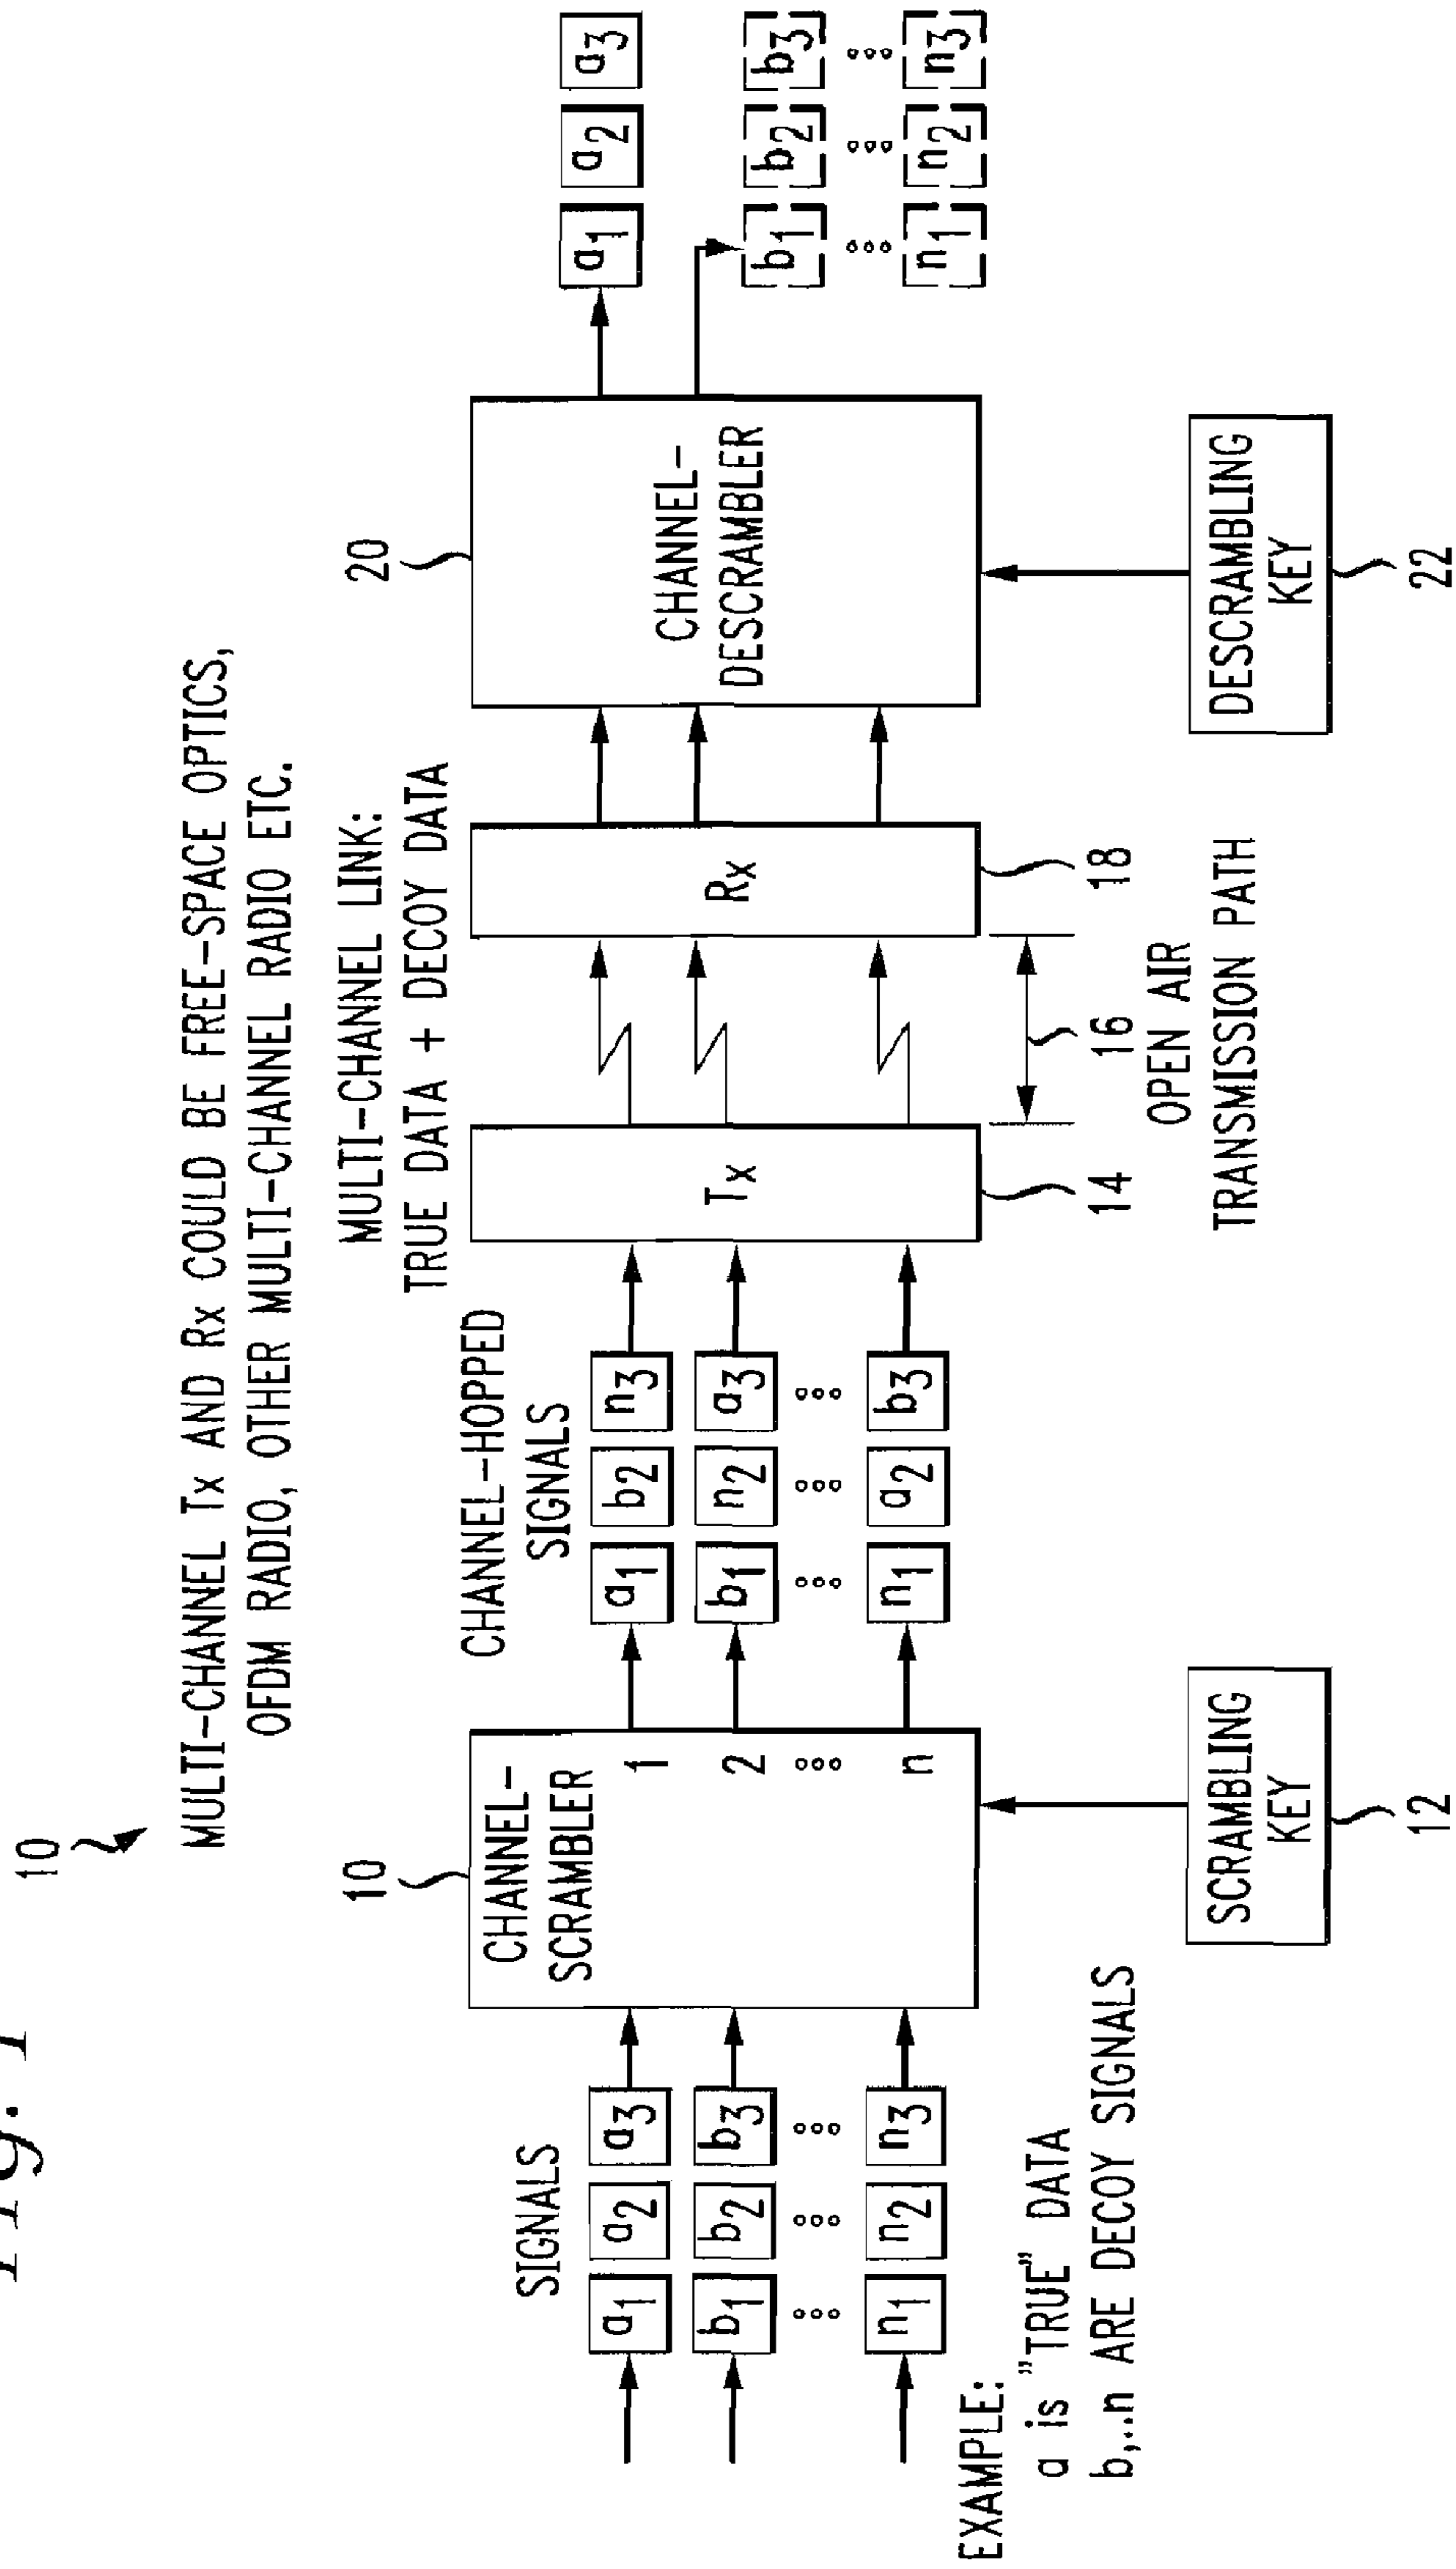 Fig. 1
10
MULTI-CHANNEL Tx AND Rx COULD BE FREE-SPACE OPTICS,
OFDM RADIO, OTHER MULTI-CHANNEL RADIO ETC.
MULTI-CHANNEL LINK:
TRUE DATA + DECOY DATA
SIGNALS
a1 a2 a3
b1 b2 b3
n1 n2 n3
EXAMPLE:
a is "TRUE" DATA
b,..n ARE DECOY SIGNALS
10
CHANNEL-
SCRAMBLER
1
2
n
SCRAMBLING
KEY
12
CHANNEL-HOPPED
SIGNALS
a1 b2 n3
b1 n2 a3
n1 a2 b3
Tx
14
16
OPEN AIR
TRANSMISSION PATH
Rx
18
20
CHANNEL-
DESCRAMBLER
DESCRAMBLING
KEY
22
a1 a2 a3
b1 b2 b3
n1 n2 n3